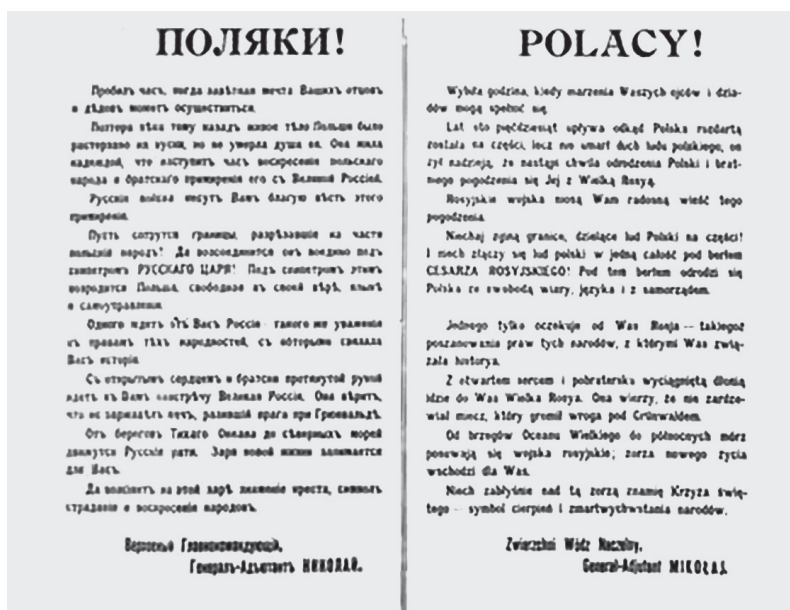 ПОЛЯКИ!
Пробилъ часъ, когда завѣтная мечта Вашихъ отцовъ
и дѣдовъ можетъ осуществиться.
Полтора вѣка тому назадъ живое тѣло Польши было
растерзано на куски, но не умерла душа ея. Она жила
надеждой, что наступитъ часъ воскресенія польскаго
народа и братскаго примиренія его съ Великой Россіей.
Русскія войска несутъ Вамъ благую вѣсть этого
примиренія.
Пусть сотрутся границы, разрѣзавшія на части
польскій народъ! Да возсоединится онъ воедино подъ
скипетромъ РУССКАГО ЦАРЯ! Подъ скипетромъ этимъ
возродится Польша, свободная въ своей вѣрѣ, языкѣ
и самоуправленіи.
Одного ждетъ отъ Васъ Россія - такого же уваженія
къ правамъ тѣхъ народностей, съ которыми связала
Васъ исторія.
Съ открытымъ сердцемъ и братски протянутой рукой
идетъ къ Вамъ навстрѣчу Великая Россія. Она вѣритъ,
что не заржавѣлъ мечъ, разившій врага при Грюнвальдѣ.
Отъ береговъ Тихаго Океана до сѣверныхъ морей
движутся Русскія рати. Заря новой жизни занимается
для Васъ.
Да возсіяетъ на этой зарѣ знаменіе креста, символъ
страданія и воскресенія народовъ.
Верховный Главнокомандующій,
Генералъ-Адъютантъ НИКОЛАЙ.
POLACY!
Wybiła godzina, kiedy marzenia Waszych ojców i dzia-
dów mogą spełnić się.
Lat sto pięćdziesiąt upływa odkąd Polska rozdartą
została na części, lecz nie umarł duch ludu polskiego, on
żył nadzieją, że nastąpi chwila odrodzenia Polski i brat-
niego pogodzenia się Jej z Wielką Rosyą.
Rosyjskie wojska niosą Wam radosną wieść tego
pogodzenia.
Niechaj zginą granice, dzielące lud Polski na części!
I niech złączy się lud polski w jedną całość pod berłem
CESARZA ROSYJSKIEGO! Pod tem berłem odrodzi się
Polska ze swobodą wiary, języka i z samorządem.
Jednego tylko oczekuje od Was Rosja — takiegoż
poszanowania praw tych narodów, z którymi Was zwią-
zała historya.
Z otwartem sercem i pobratersku wyciągniętą dłonią
idzie do Was Wielka Rosya. Ona wierzy, że nie zardze-
wiał miecz, który gromił wroga pod Grünwaldem.
Od brzegów Oceanu Wielkiego do północnych mórz
posuwają się wojska rosyjskie; zorza nowego życia
wschodzi dla Was.
Niech zabłyśnie nad tą zorzą znamię Krzyża świę-
tego — symbol cierpień i zmartwychwstania narodów.
Zwierzchni Wódz Naczelny,
General-Adjutant MIKOŁAJ.